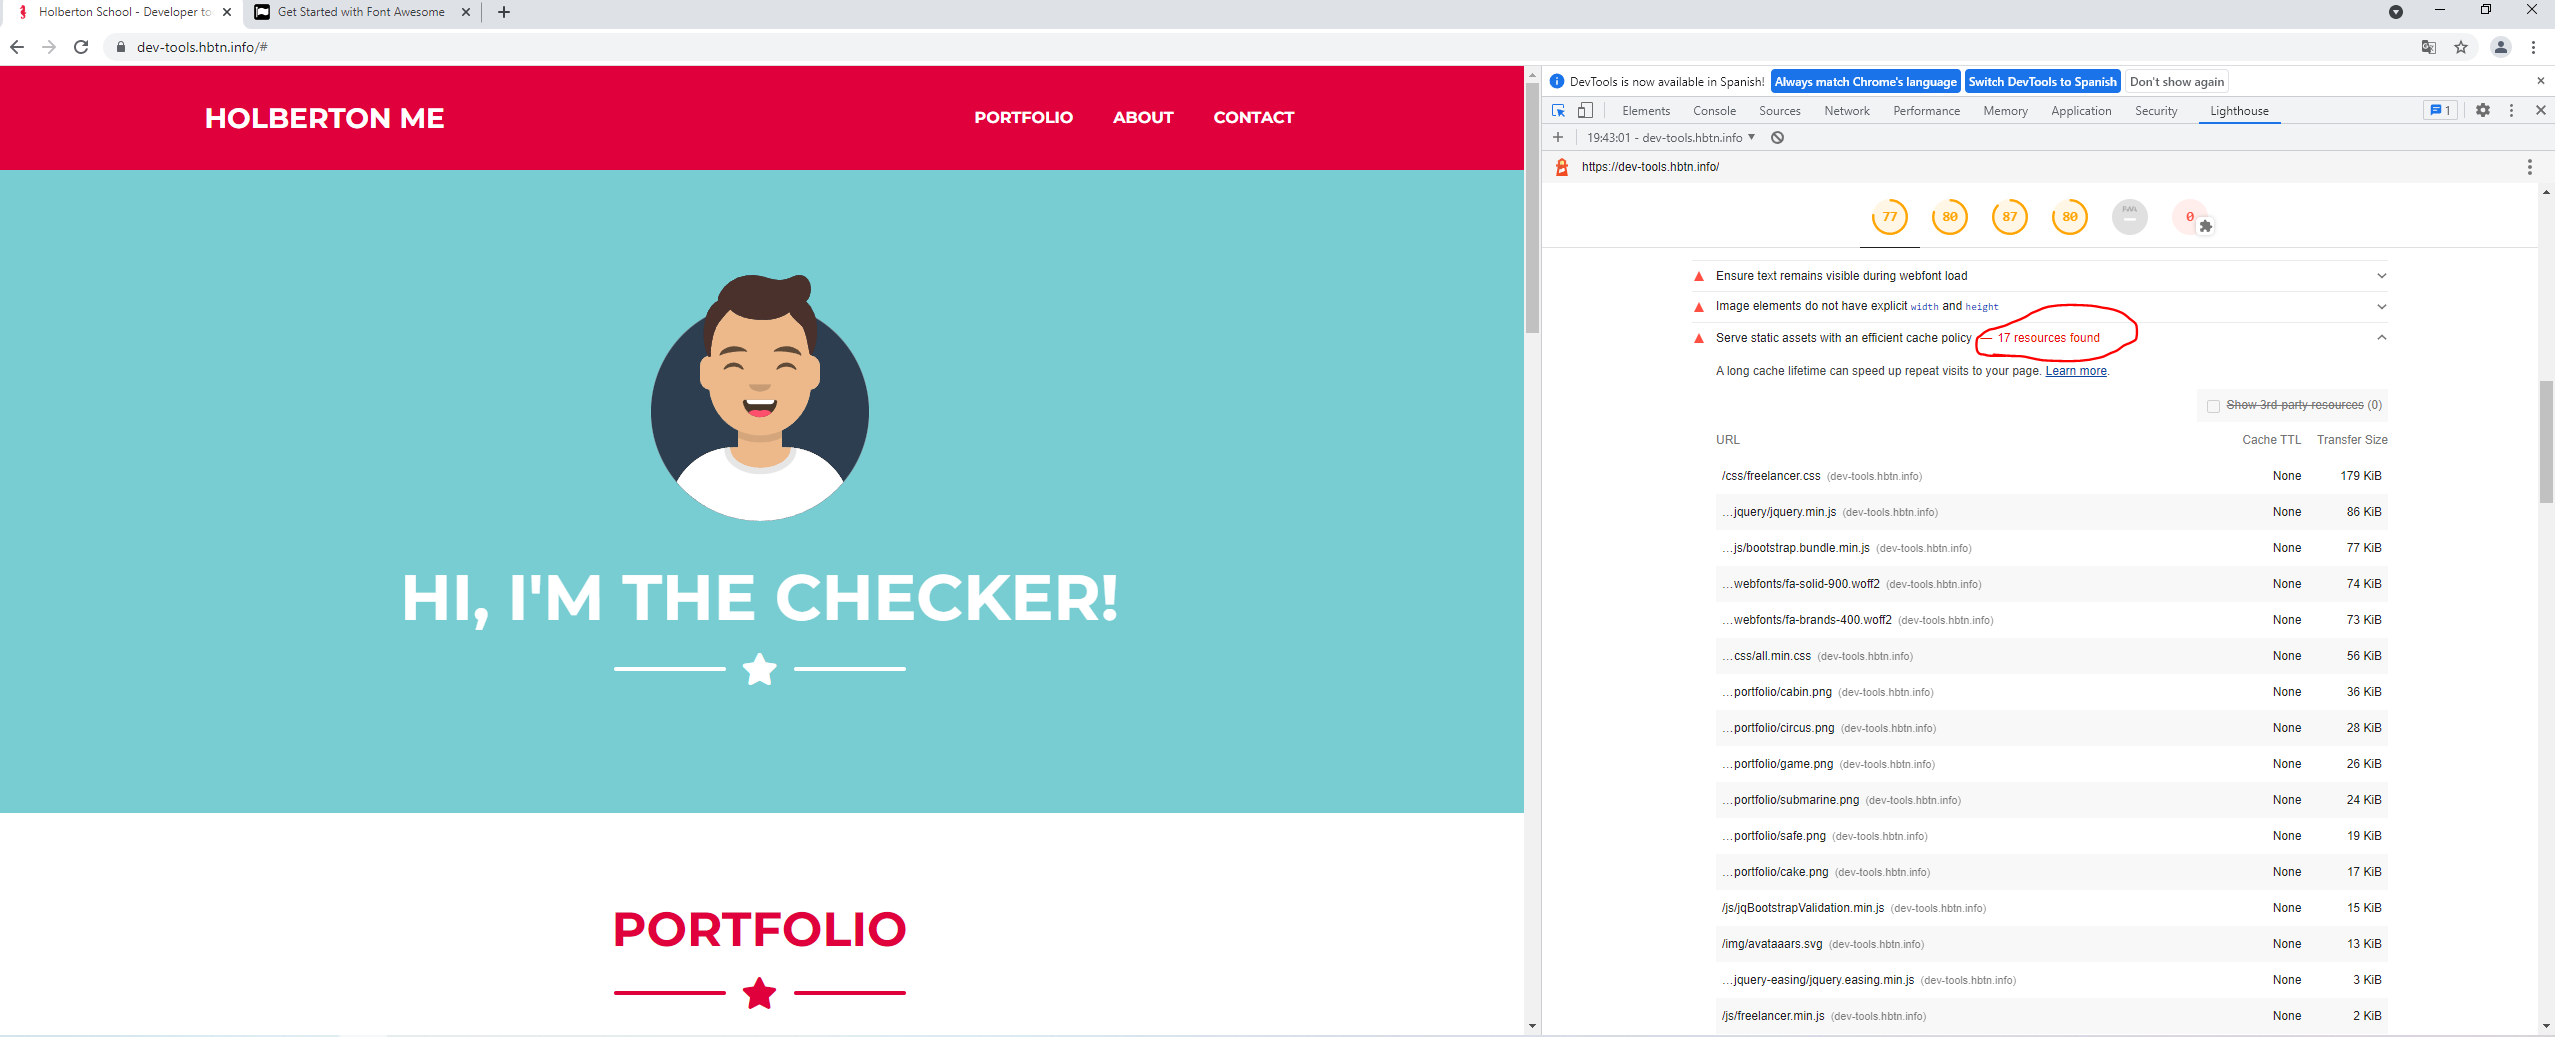 Holberton School - Developer to
Get Started with Font Awesome
dev-tools.hbtn.info/#
HOLBERTON ME
PORTFOLIO ABOUT CONTACT
HI, I'M THE CHECKER!
PORTFOLIO
DevTools is now available in Spanish! Always match Chrome's language Switch DevTools to Spanish Don't show again
Elements Console Sources Network Performance Memory Application Security Lighthouse 1
19:43:01 - dev-tools.hbtn.info
https://dev-tools.hbtn.info/
77 80 87 80 PWA 0
Ensure text remains visible during webfont load
Image elements do not have explicit width and height
Serve static assets with an efficient cache policy — 17 resources found
A long cache lifetime can speed up repeat visits to your page. Learn more.
Show 3rd-party resources (0)
URL Cache TTL Transfer Size
/css/freelancer.css (dev-tools.hbtn.info) None 179 KiB
…jquery/jquery.min.js (dev-tools.hbtn.info) None 86 KiB
…js/bootstrap.bundle.min.js (dev-tools.hbtn.info) None 77 KiB
…webfonts/fa-solid-900.woff2 (dev-tools.hbtn.info) None 74 KiB
…webfonts/fa-brands-400.woff2 (dev-tools.hbtn.info) None 73 KiB
…css/all.min.css (dev-tools.hbtn.info) None 56 KiB
…portfolio/cabin.png (dev-tools.hbtn.info) None 36 KiB
…portfolio/circus.png (dev-tools.hbtn.info) None 28 KiB
…portfolio/game.png (dev-tools.hbtn.info) None 26 KiB
…portfolio/submarine.png (dev-tools.hbtn.info) None 24 KiB
…portfolio/safe.png (dev-tools.hbtn.info) None 19 KiB
…portfolio/cake.png (dev-tools.hbtn.info) None 17 KiB
/js/jqBootstrapValidation.min.js (dev-tools.hbtn.info) None 15 KiB
/img/avataaars.svg (dev-tools.hbtn.info) None 13 KiB
…jquery-easing/jquery.easing.min.js (dev-tools.hbtn.info) None 3 KiB
/js/freelancer.min.js (dev-tools.hbtn.info) None 2 KiB